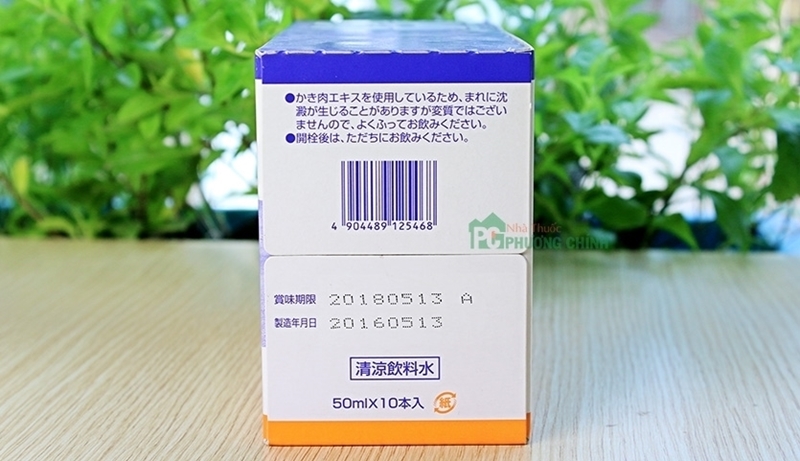 ●かき肉エキスを使用しているため、まれに沈
澱が生じることがありますが変質ではござい
ませんので、よくふってお飲みください。
●開栓後は、ただちにお飲みください。
4 904489 125468
Nhà Thuốc
PC PHƯƠNG CHINH
賞味期限 20180513 A
製造年月日 20160513
清涼飲料水
50ml×10本入 紙